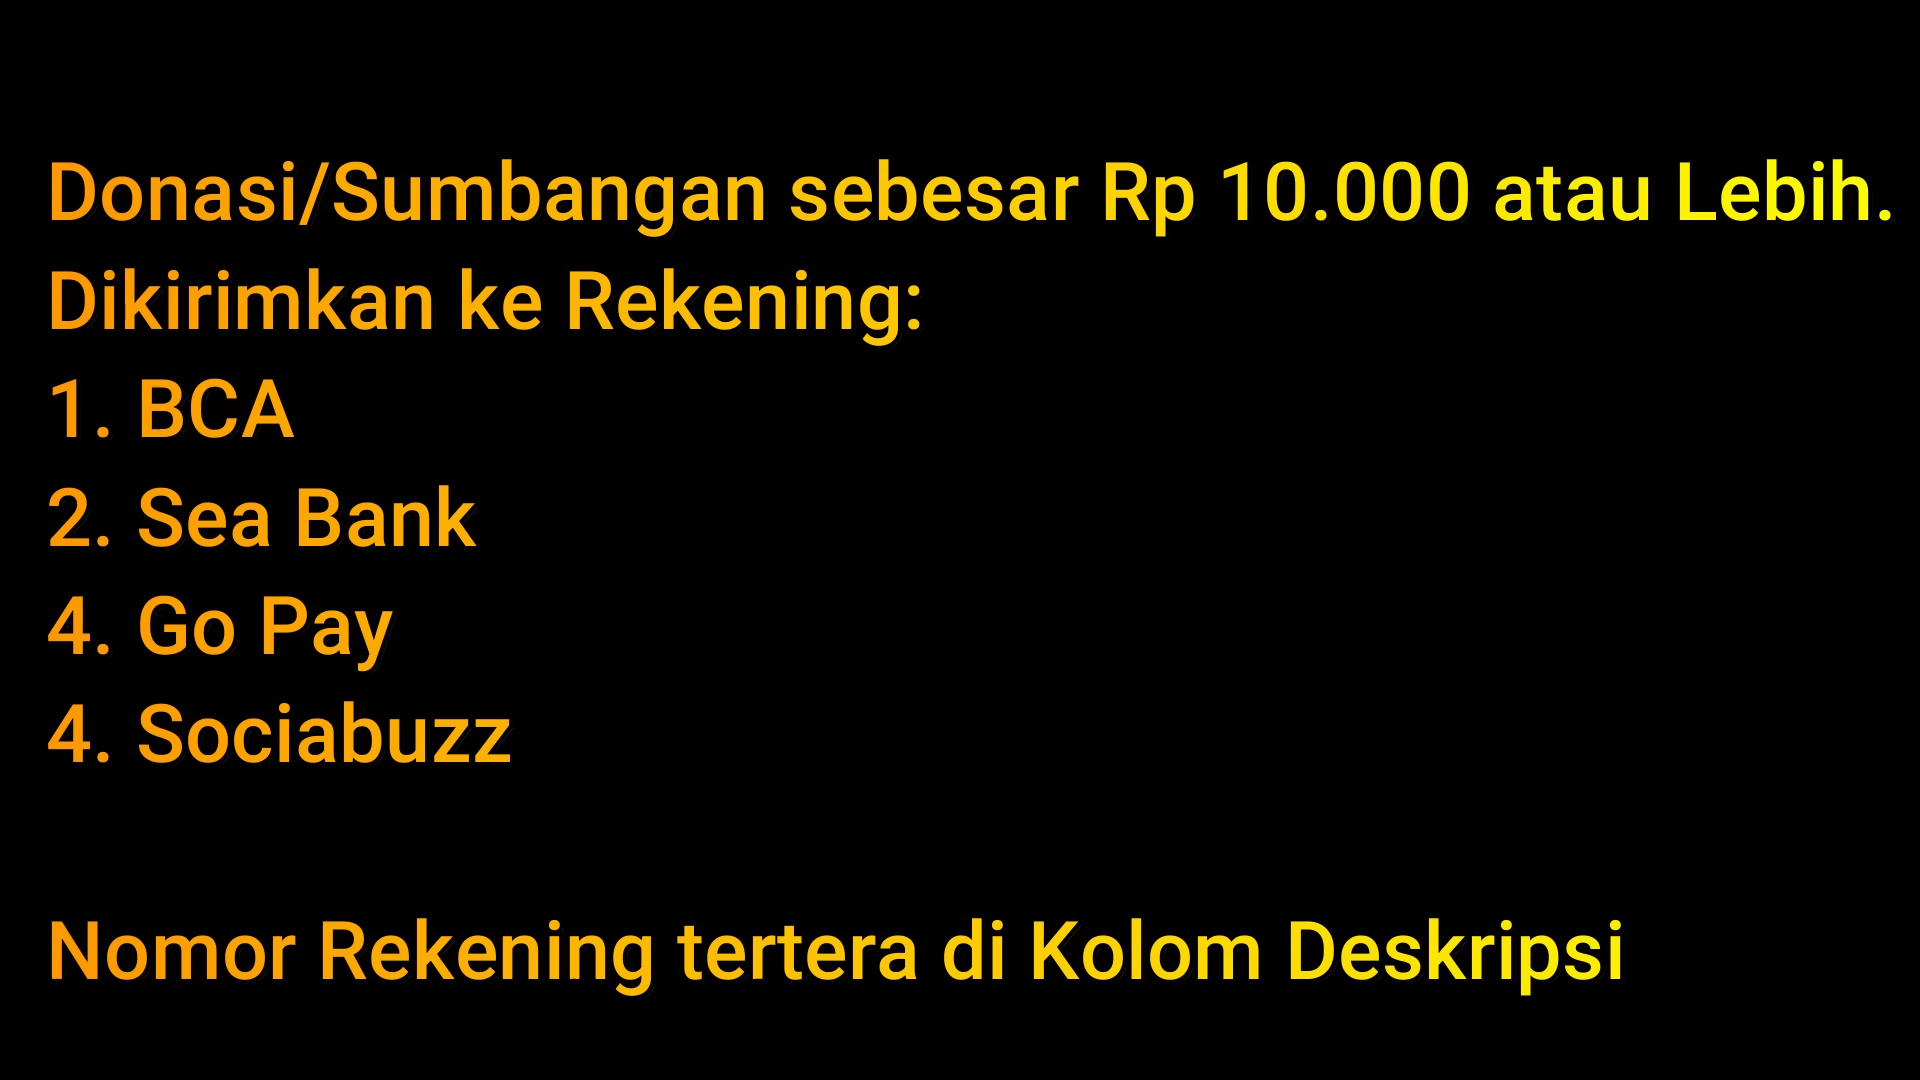 Donasi/Sumbangan sebesar Rp 10.000 atau Lebih.
Dikirimkan ke Rekening:
1. BCA
2. Sea Bank
4. Go Pay
4. Sociabuzz
Nomor Rekening tertera di Kolom Deskripsi